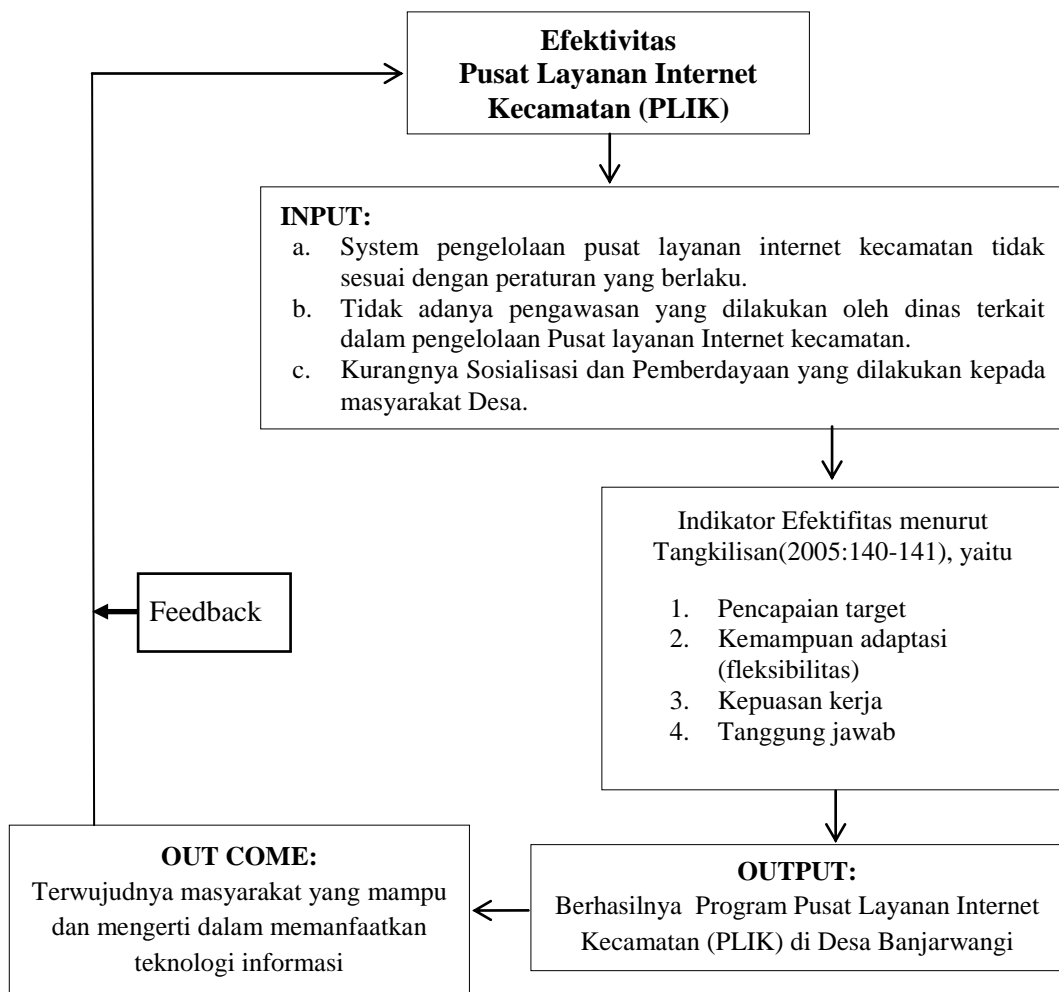 Efektivitas
Pusat Layanan Internet
Kecamatan (PLIK)
INPUT:
a. System pengelolaan pusat layanan internet kecamatan tidak
sesuai dengan peraturan yang berlaku.
b. Tidak adanya pengawasan yang dilakukan oleh dinas terkait
dalam pengelolaan Pusat layanan Internet kecamatan.
c. Kurangnya Sosialisasi dan Pemberdayaan yang dilakukan kepada
masyarakat Desa.
Indikator Efektifitas menurut
Tangkilisan(2005:140-141), yaitu
1. Pencapaian target
2. Kemampuan adaptasi
(fleksibilitas)
3. Kepuasan kerja
4. Tanggung jawab
Feedback
OUTPUT:
Berhasilnya Program Pusat Layanan Internet
Kecamatan (PLIK) di Desa Banjarwangi
OUT COME:
Terwujudnya masyarakat yang mampu
dan mengerti dalam memanfaatkan
teknologi informasi